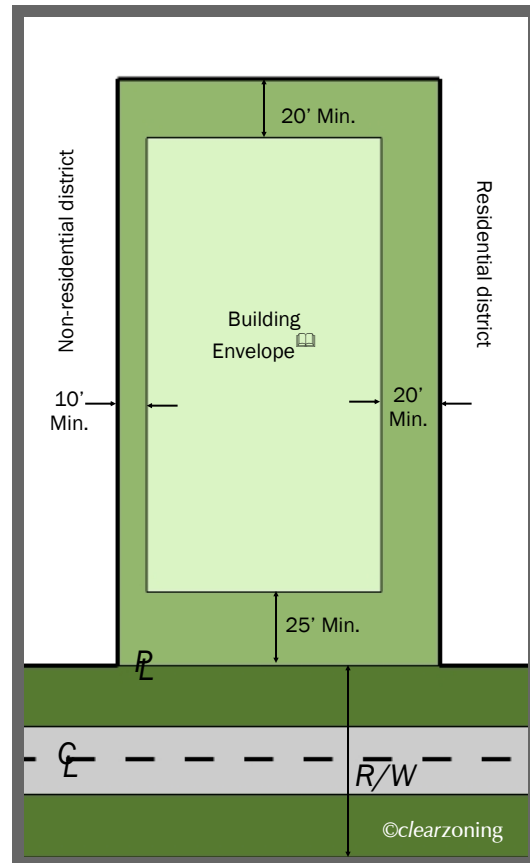 20' Min.
Non-residential district
Residential district
Building
Envelope
10'
Min.
20'
Min.
25' Min.
PL
CL
R/W
©clearzoning